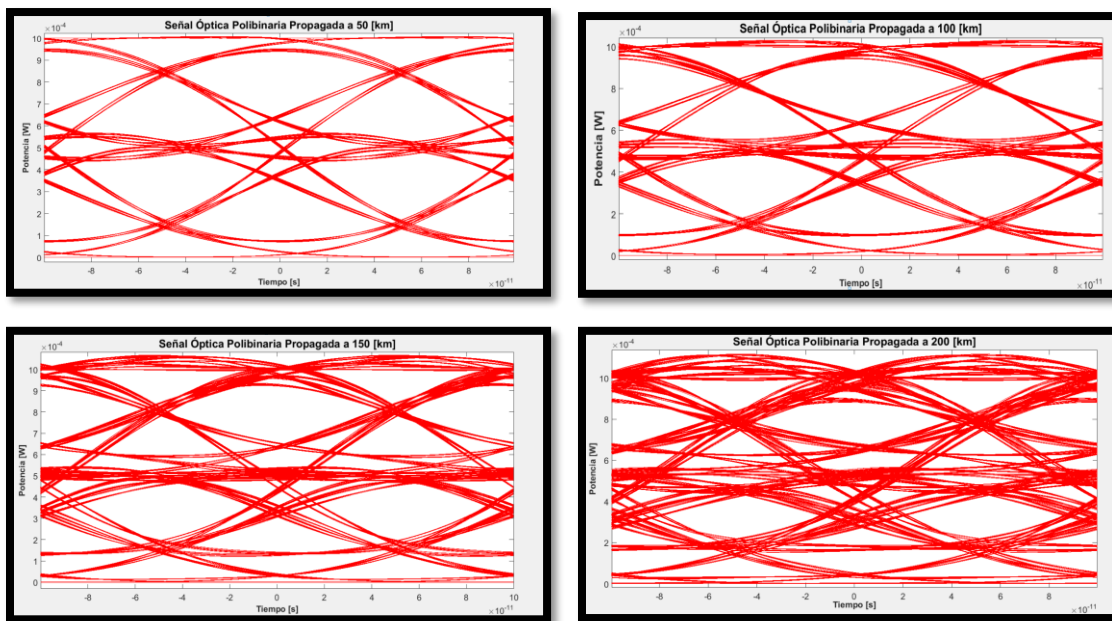 Señal Óptica Polibinaria Propagada a 50 [km]
×10⁻⁴
10
9
8
7
6
5
4
3
2
1
0
Potencia [W]
-8 -6 -4 -2 0 2 4 6 8
Tiempo [s]
×10⁻¹¹
Señal Óptica Polibinaria Propagada a 100 [km]
×10⁻⁴
10
8
6
4
2
0
Potencia [W]
-8 -6 -4 -2 0 2 4 6 8
Tiempo [s]
×10⁻¹¹
Señal Óptica Polibinaria Propagada a 150 [km]
×10⁻⁴
10
9
8
7
6
5
4
3
2
1
0
Potencia [W]
-8 -6 -4 -2 0 2 4 6 8 10
Tiempo [s]
×10⁻¹¹
Señal Óptica Polibinaria Propagada a 200 [km]
×10⁻⁴
10
8
6
4
2
0
Potencia [W]
-8 -6 -4 -2 0 2 4 6 8
Tiempo [s]
×10⁻¹¹